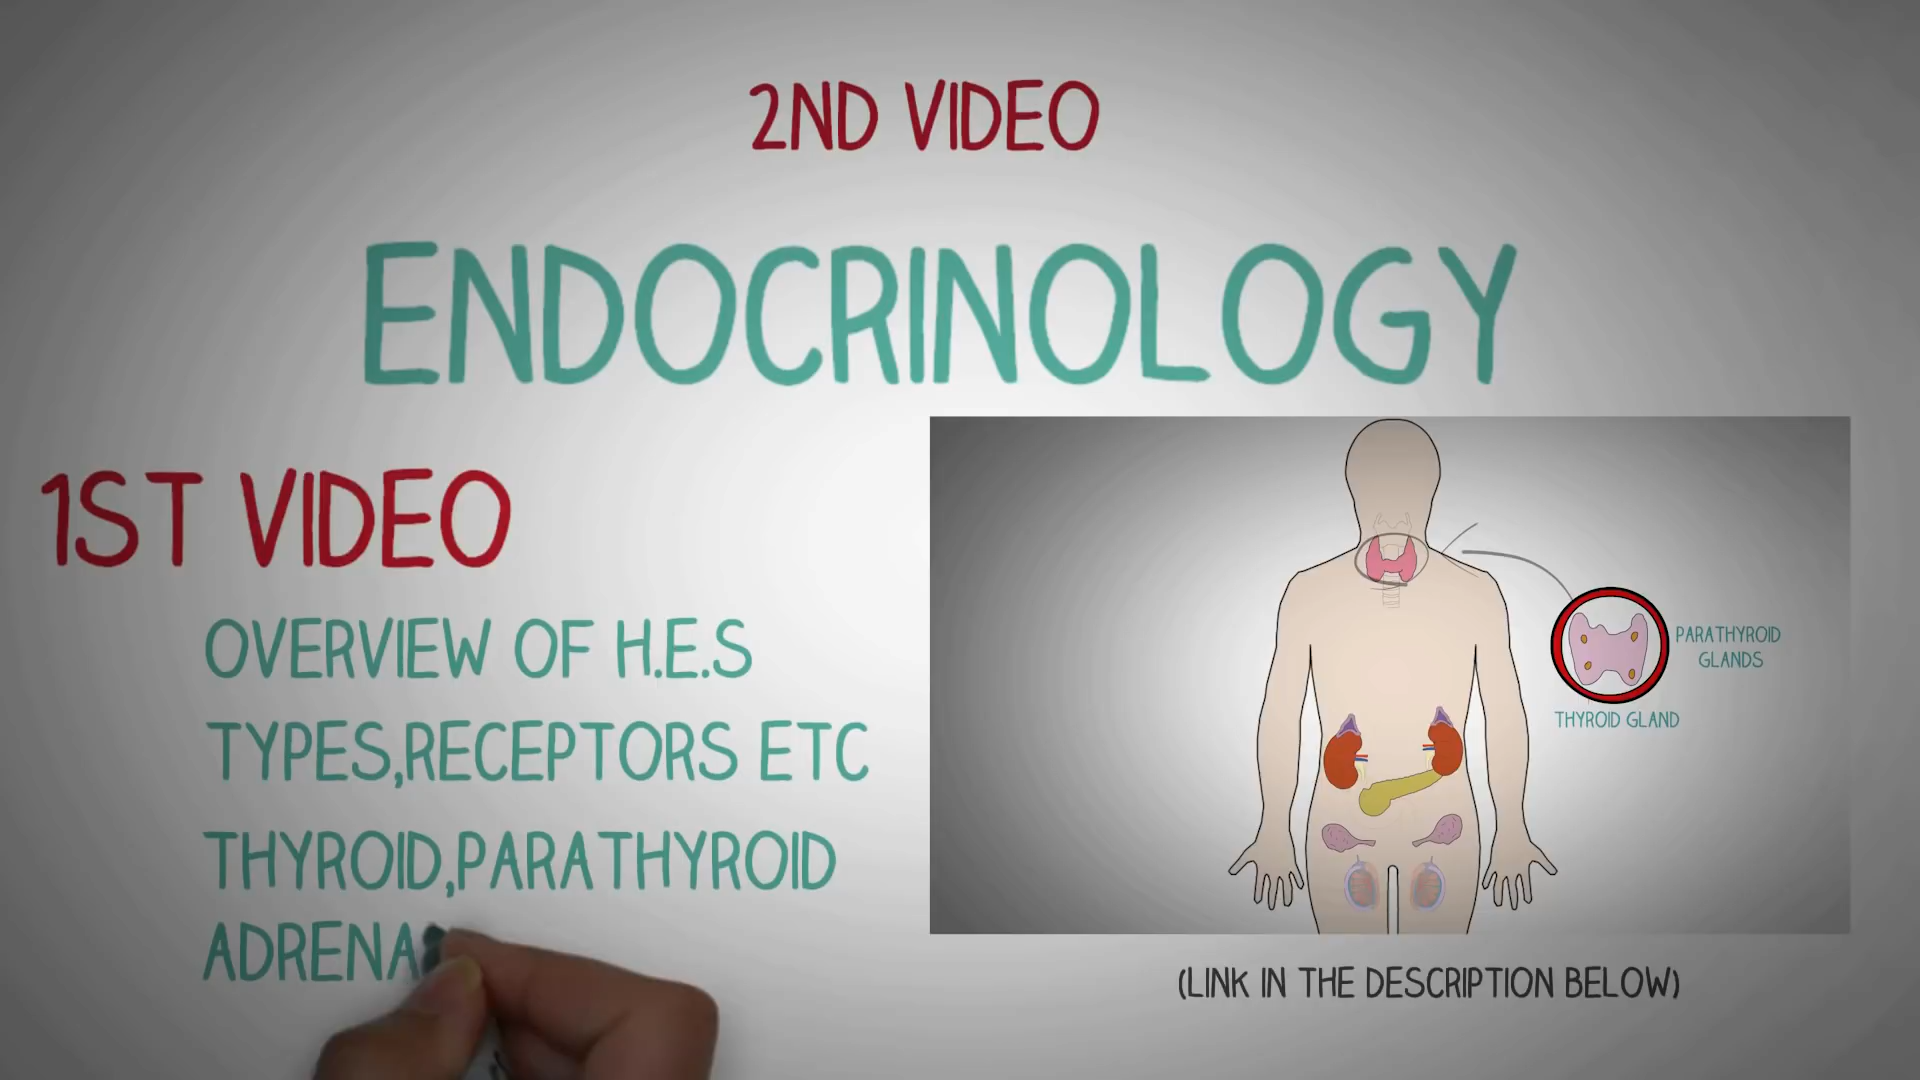 2ND VIDEO
ENDOCRINOLOGY
1ST VIDEO
OVERVIEW OF H.E.S
TYPES,RECEPTORS ETC
THYROID,PARATHYROID
ADRENA
PARATHYROID
GLANDS
THYROID GLAND
(LINK IN THE DESCRIPTION BELOW)